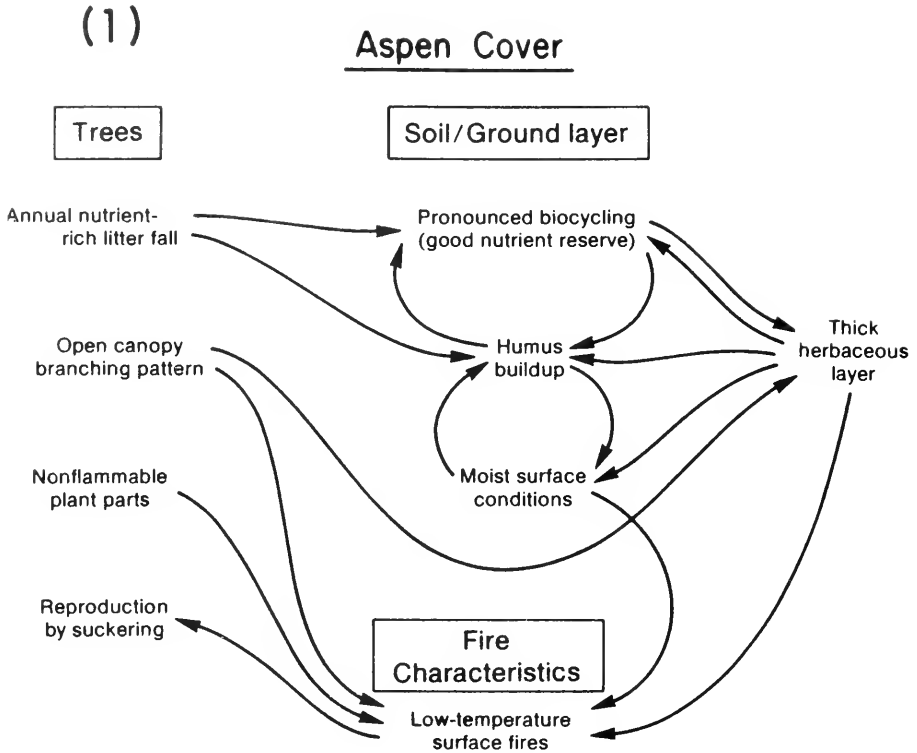 (1)
Aspen Cover
Trees
Soil/Ground layer
Annual nutrient-
rich litter fall
Pronounced biocycling
(good nutrient reserve)
Open canopy
branching pattern
Humus
buildup
Thick
herbaceous
layer
Nonflammable
plant parts
Moist surface
conditions
Reproduction
by suckering
Fire
Characteristics
Low-temperature
surface fires